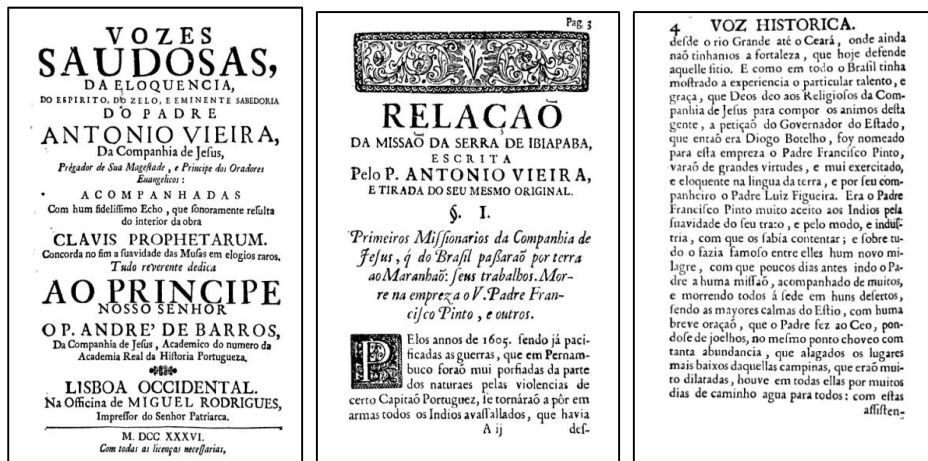 VOZES
SAUDOSAS,
DA ELOQUENCIA,
DO ESPIRITO, DO ZELO, E EMINENTE SABEDORIA
DO PADRE
ANTONIO VIEIRA,
Da Companhia de Jesus,
Prégador de Sua Magestade, e Principe dos Oradores
Euangelicos:
ACOMPANHADAS
Com hum fidelissimo Echo, que sonoramente resulta
do interior da obra
CLAVIS PROPHETARUM.
Concorda no fim a suavidade das Musas em elogios raros.
Tudo reverente dedica
AO PRINCIPE
NOSSO SENHOR
O P. ANDRE' DE BARROS,
Da Companhia de Jesus, Academico do numero da
Academia Real da Historia Portugueza.
LISBOA OCCIDENTAL.
Na Officina de MIGUEL RODRIGUES,
Impressor do Senhor Patriarca.
M. DCC XXXVI.
Com todas as licenças necessarias,
Pag. 3
RELAÇAÕ
DA MISSAÕ DA SERRA DE IBIAPABA,
ESCRITA
Pelo P. ANTONIO VIEIRA,
E TIRADA DO SEU MESMO ORIGINAL.
§. I.
Primeiros Missionarios da Companhia de
Jesus, q̃ do Brasil passaraõ por terra
ao Maranhaõ: seus trabalhos. Mor-
re na empreza o V. Padre Fran-
cisco Pinto, e outros.
PElos annos de 1605. sendo já paci-
ficadas as guerras, que em Pernam-
buco foraõ mui porfiadas da parte
dos naturaes pelas violencias de
certo Capitaõ Portuguez, se tornáraõ a pôr em
armas todos os Indios avassallados, que havia
A ij des-
4 VOZ HISTORICA.
desde o rio Grande até o Ceará, onde ainda
naõ tinhamos a fortaleza, que hoje defende
aquelle sitio. E como em todo o Brasil tinha
mostrado a experiencia o particular talento, e
graça, que Deos deo aos Religiosos da Com-
panhia de Jesus para compor os animos desta
gente, a petiçaõ do Governador do Estado,
que entaõ era Diogo Botelho, foy nomeado
para esta empreza o Padre Francisco Pinto,
varaõ de grandes virtudes, e mui exercitado,
e eloquente na lingua da terra, e por seu com-
panheiro o Padre Luiz Figueira. Era o Padre
Francisco Pinto muito aceito aos Indios pela
suavidade do seu trato, e pelo modo, e indus-
tria, com que os sabia contentar; e sobre tu-
do o fazia famoso entre elles hum novo mi-
lagre, com que poucos dias antes indo o Pa-
dre a huma missaõ, acompanhado de muitos,
e morrendo todos á sede em huns desertos,
sendo as mayores calmas do Estio, com huma
breve oraçaõ, que o Padre fez ao Ceo, pon-
dose de joelhos, no mesmo ponto choveo com
tanta abundancia, que alagados os lugares
mais baixos daquellas campinas, que eraõ mui-
to dilatadas, houve em todas ellas por muitos
dias de caminho agua para todos: com estas
assisten-